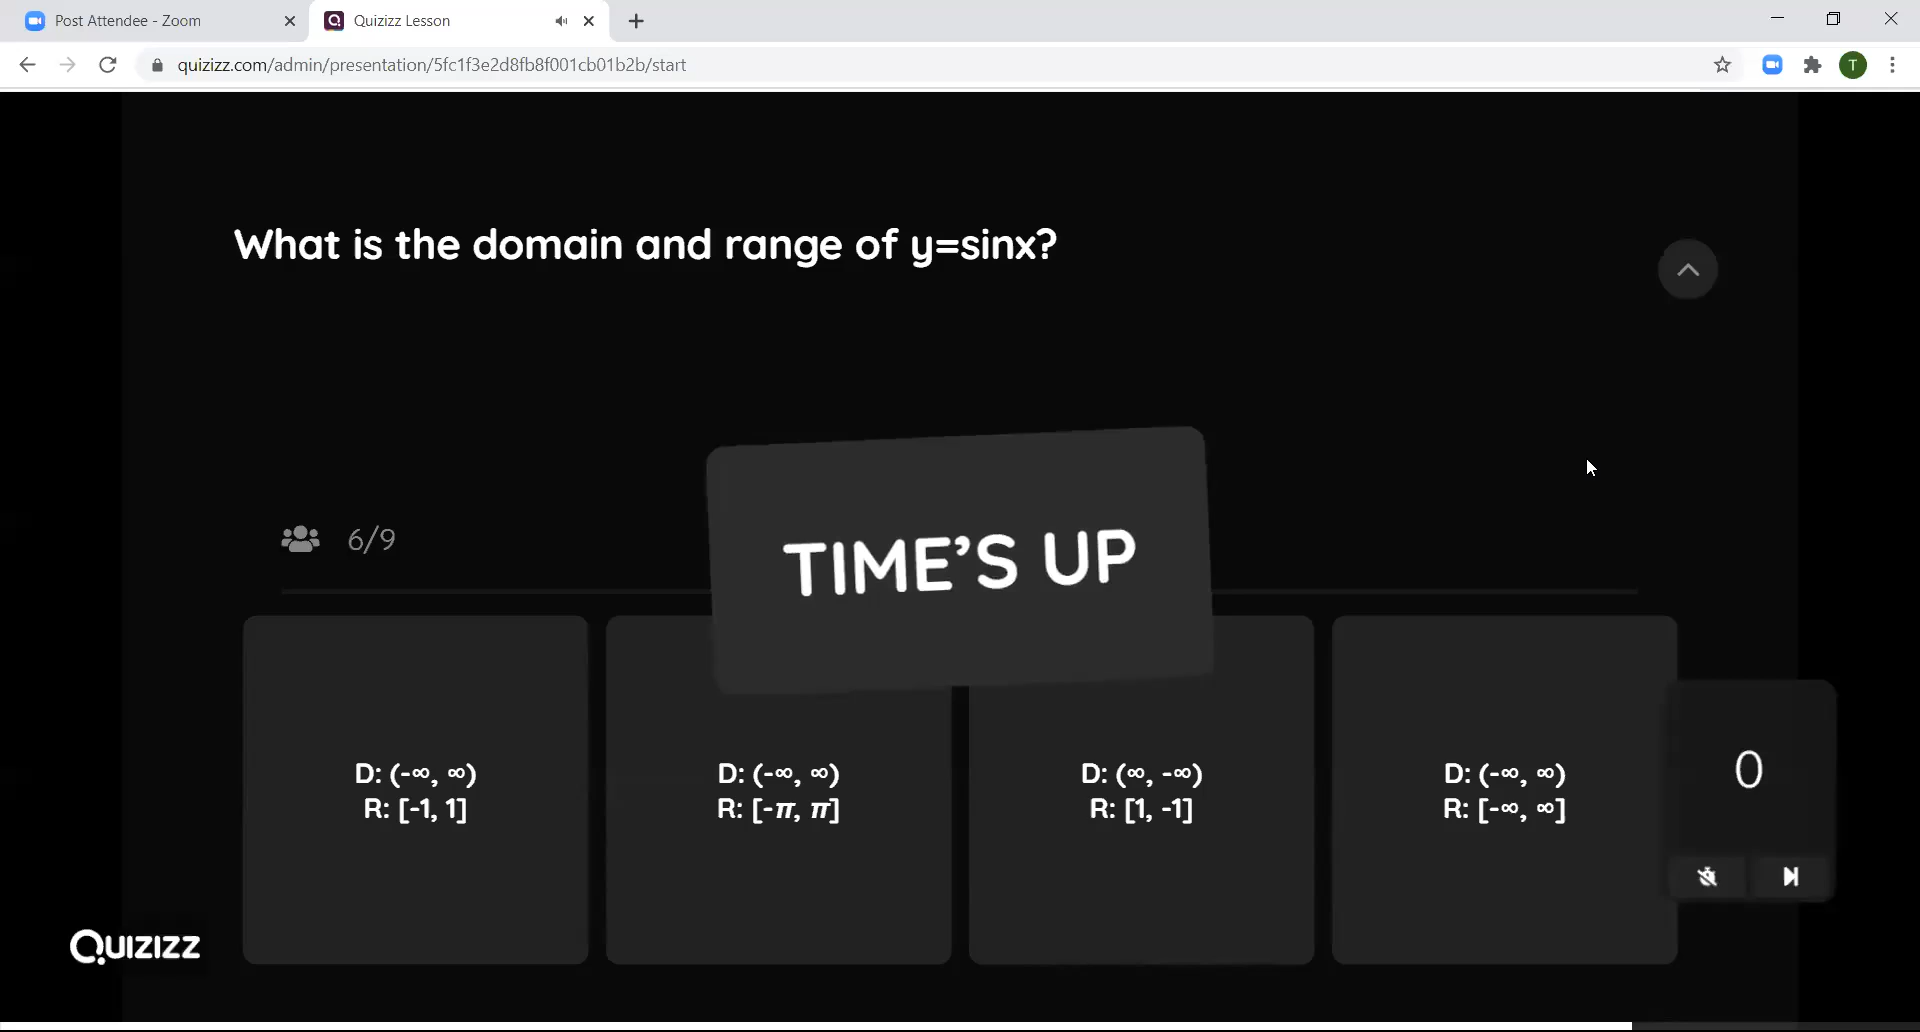 Post Attendee - Zoom
Quizizz Lesson
quizizz.com/admin/presentation/5fc1f3e2d8fb8f001cb01b2b/start
T
What is the domain and range of y=sinx?
6/9
TIME'S UP
D: (-∞, ∞)
R: [-1, 1]
D: (-∞, ∞)
R: [-π, π]
D: (∞, -∞)
R: [1, -1]
D: (-∞, ∞)
R: [-∞, ∞]
0
QUIZIZZ